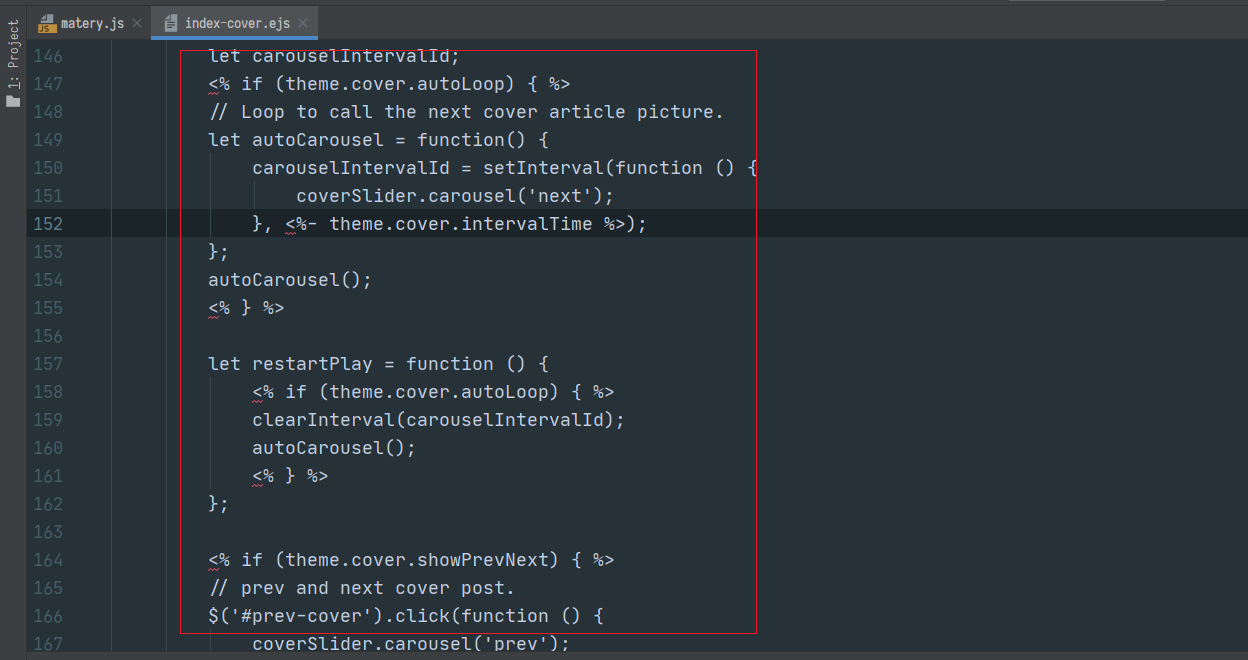 matery.js
index-cover.ejs
1: Project
146 let carouselIntervalId;
147 <% if (theme.cover.autoLoop) { %>
148 // Loop to call the next cover article picture.
149 let autoCarousel = function() {
150     carouselIntervalId = setInterval(function () {
151         coverSlider.carousel('next');
152     }, <%- theme.cover.intervalTime %>);
153 };
154 autoCarousel();
155 <% } %>
156
157 let restartPlay = function () {
158     <% if (theme.cover.autoLoop) { %>
159     clearInterval(carouselIntervalId);
160     autoCarousel();
161     <% } %>
162 };
163
164 <% if (theme.cover.showPrevNext) { %>
165 // prev and next cover post.
166 $('#prev-cover').click(function () {
167     coverSlider.carousel('prev');